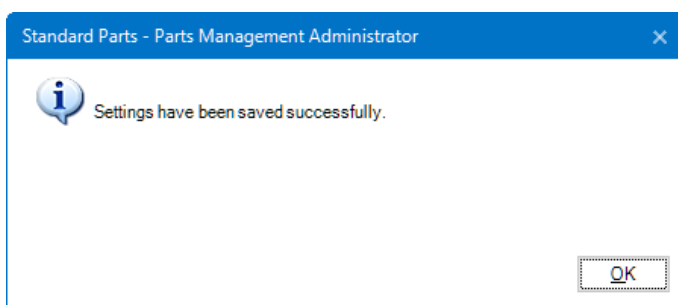 Standard Parts - Parts Management Administrator
Settings have been saved successfully.
OK